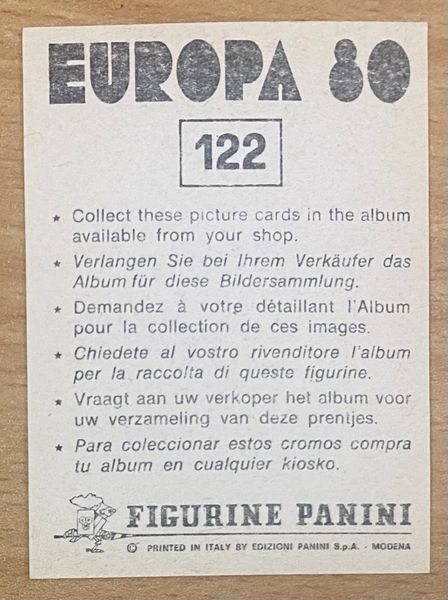 EUROPA 80
122
★ Collect these picture cards in the album
available from your shop.
★ Verlangen Sie bei Ihrem Verkäufer das
Album für diese Bildersammlung.
★ Demandez à votre détaillant l'Album
pour la collection de ces images.
★ Chiedete al vostro rivenditore l'album
per la raccolta di queste figurine.
★ Vraagt aan uw verkoper het album voor
uw verzameling van deze prentjes.
★ Para coleccionar estos cromos compra
tu album en cualquier kiosko.
FIGURINE PANINI
© PRINTED IN ITALY BY EDIZIONI PANINI S.p.A. - MODENA